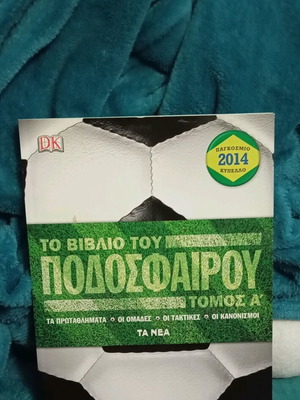 DK
ΠΑΓΚΟΣΜΙΟ
2014
ΚΥΠΕΛΛΟ
ΤΟ ΒΙΒΛΙΟ ΤΟΥ
ΠΟΔΟΣΦΑΙΡΟΥ
ΤΟΜΟΣ Α'
ΤΑ ΠΡΩΤΑΘΛΗΜΑΤΑ • ΟΙ ΟΜΑΔΕΣ • ΟΙ ΤΑΚΤΙΚΕΣ • ΟΙ ΚΑΝΟΝΙΣΜΟΙ
ΤΑ ΝΕΑ